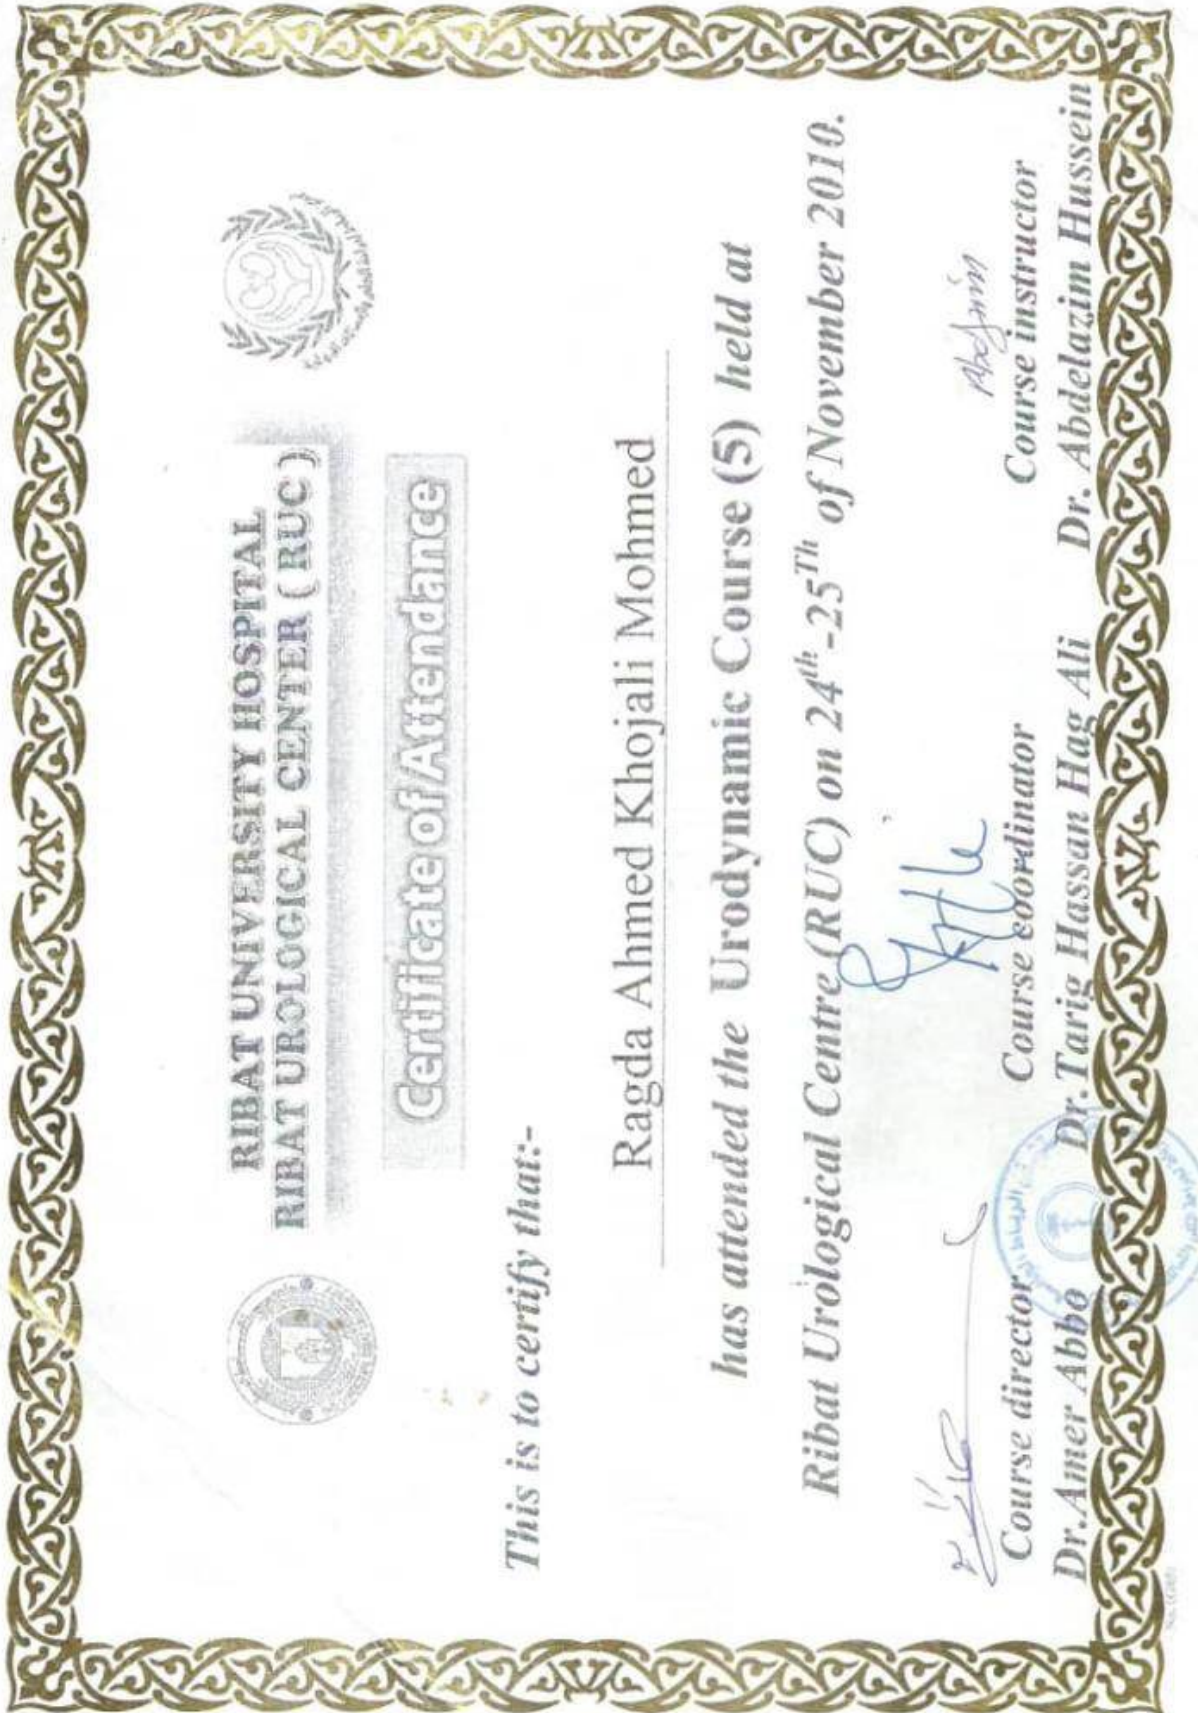 RIBAT UNIVERSITY HOSPITAL
RIBAT UROLOGICAL CENTER ( RUC )
Certificate of Attendance
This is to certify that:-
Ragda Ahmed Khojali Mohmed
has attended the Urodynamic Course (5) held at
Ribat Urological Centre (RUC) on 24th -25Th of November 2010.
Course director Course coordinator Course instructor
Dr.Amer Abbo Dr.Tarig Hassan Hag Ali Dr. Abdelazim Hussein